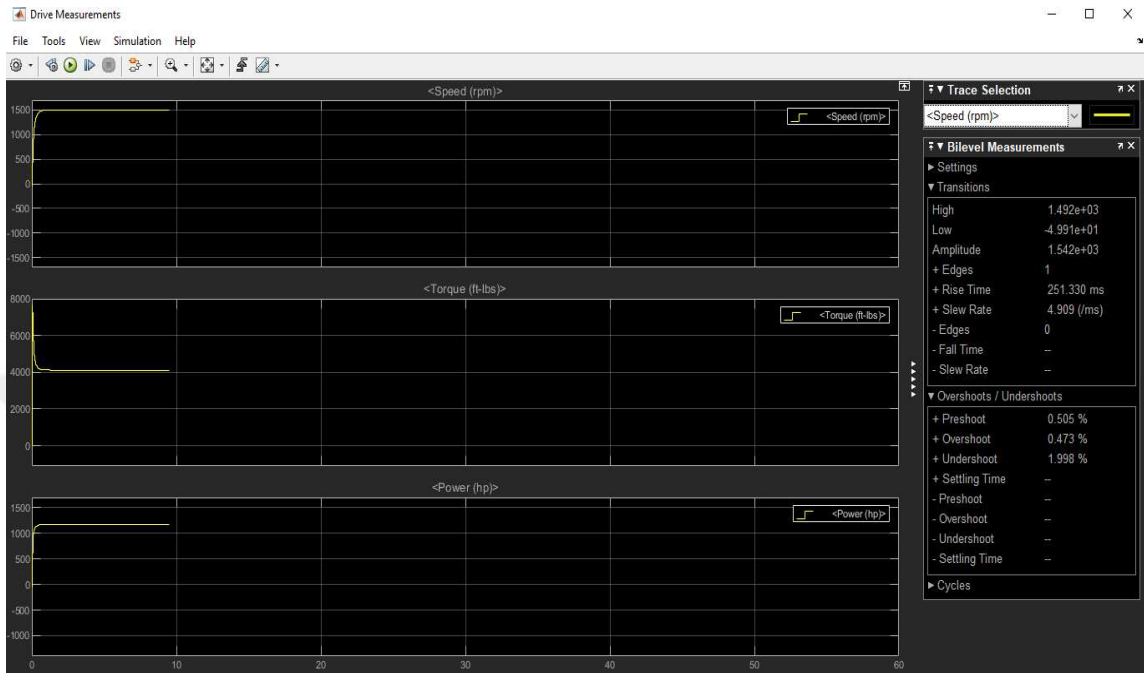 Drive Measurements
File Tools View Simulation Help
<Speed (rpm)>
1500
1000
500
0
-500
-1000
-1500
<Speed (rpm)>
<Torque (ft-lbs)>
8000
6000
4000
2000
0
<Torque (ft-lbs)>
<Power (hp)>
1500
1000
500
0
-500
-1000
<Power (hp)>
0 10 20 30 40 50 60
Trace Selection
<Speed (rpm)>
Bilevel Measurements
Settings
Transitions
High 1.492e+03
Low -4.991e+01
Amplitude 1.542e+03
+ Edges 1
+ Rise Time 251.330 ms
+ Slew Rate 4.909 (/ms)
- Edges 0
- Fall Time --
- Slew Rate --
Overshoots / Undershoots
+ Preshoot 0.505 %
+ Overshoot 0.473 %
+ Undershoot 1.998 %
+ Settling Time --
- Preshoot --
- Overshoot --
- Undershoot --
- Settling Time --
Cycles